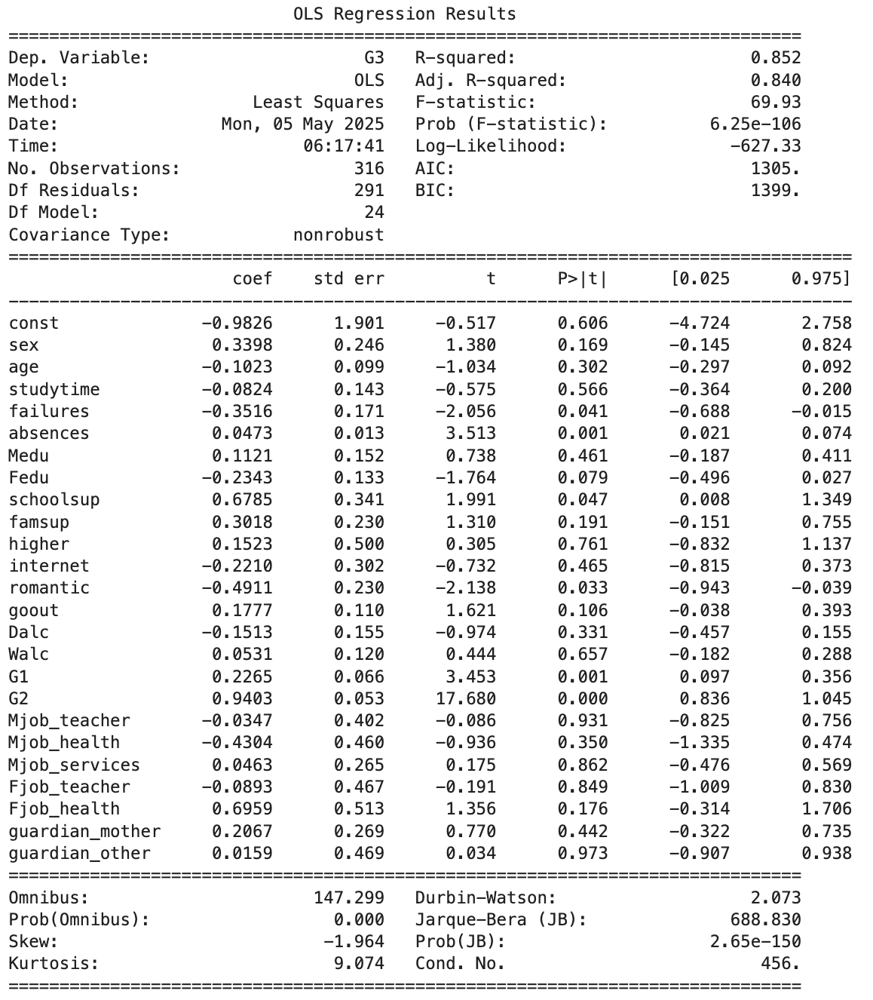 OLS Regression Results
==============================================================================
Dep. Variable:                     G3   R-squared:                       0.852
Model:                            OLS   Adj. R-squared:                  0.840
Method:                 Least Squares   F-statistic:                     69.93
Date:                Mon, 05 May 2025   Prob (F-statistic):          6.25e-106
Time:                        06:17:41   Log-Likelihood:                -627.33
No. Observations:                 316   AIC:                             1305.
Df Residuals:                     291   BIC:                             1399.
Df Model:                          24
Covariance Type:            nonrobust
===================================================================================
                      coef    std err          t      P>|t|      [0.025      0.975]
-----------------------------------------------------------------------------------
const              -0.9826      1.901     -0.517      0.606      -4.724       2.758
sex                 0.3398      0.246      1.380      0.169      -0.145       0.824
age                -0.1023      0.099     -1.034      0.302      -0.297       0.092
studytime          -0.0824      0.143     -0.575      0.566      -0.364       0.200
failures           -0.3516      0.171     -2.056      0.041      -0.688      -0.015
absences            0.0473      0.013      3.513      0.001       0.021       0.074
Medu                0.1121      0.152      0.738      0.461      -0.187       0.411
Fedu               -0.2343      0.133     -1.764      0.079      -0.496       0.027
schoolsup           0.6785      0.341      1.991      0.047       0.008       1.349
famsup              0.3018      0.230      1.310      0.191      -0.151       0.755
higher              0.1523      0.500      0.305      0.761      -0.832       1.137
internet           -0.2210      0.302     -0.732      0.465      -0.815       0.373
romantic           -0.4911      0.230     -2.138      0.033      -0.943      -0.039
goout               0.1777      0.110      1.621      0.106      -0.038       0.393
Dalc               -0.1513      0.155     -0.974      0.331      -0.457       0.155
Walc                0.0531      0.120      0.444      0.657      -0.182       0.288
G1                  0.2265      0.066      3.453      0.001       0.097       0.356
G2                  0.9403      0.053     17.680      0.000       0.836       1.045
Mjob_teacher       -0.0347      0.402     -0.086      0.931      -0.825       0.756
Mjob_health        -0.4304      0.460     -0.936      0.350      -1.335       0.474
Mjob_services       0.0463      0.265      0.175      0.862      -0.476       0.569
Fjob_teacher       -0.0893      0.467     -0.191      0.849      -1.009       0.830
Fjob_health         0.6959      0.513      1.356      0.176      -0.314       1.706
guardian_mother     0.2067      0.269      0.770      0.442      -0.322       0.735
guardian_other      0.0159      0.469      0.034      0.973      -0.907       0.938
==============================================================================
Omnibus:                      147.299   Durbin-Watson:                   2.073
Prob(Omnibus):                  0.000   Jarque-Bera (JB):              688.830
Skew:                          -1.964   Prob(JB):                    2.65e-150
Kurtosis:                       9.074   Cond. No.                         456.
==============================================================================